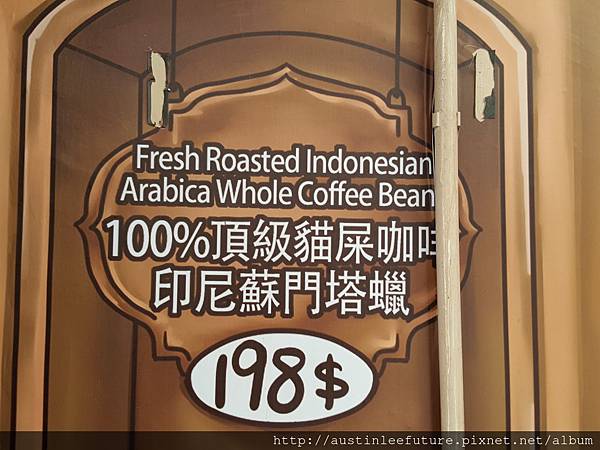 Fresh Roasted Indonesian
Arabica Whole Coffee Bean
100%頂級貓屎咖啡
印尼蘇門塔蠟
198$
http://austinleefuture.pixnet.net/album